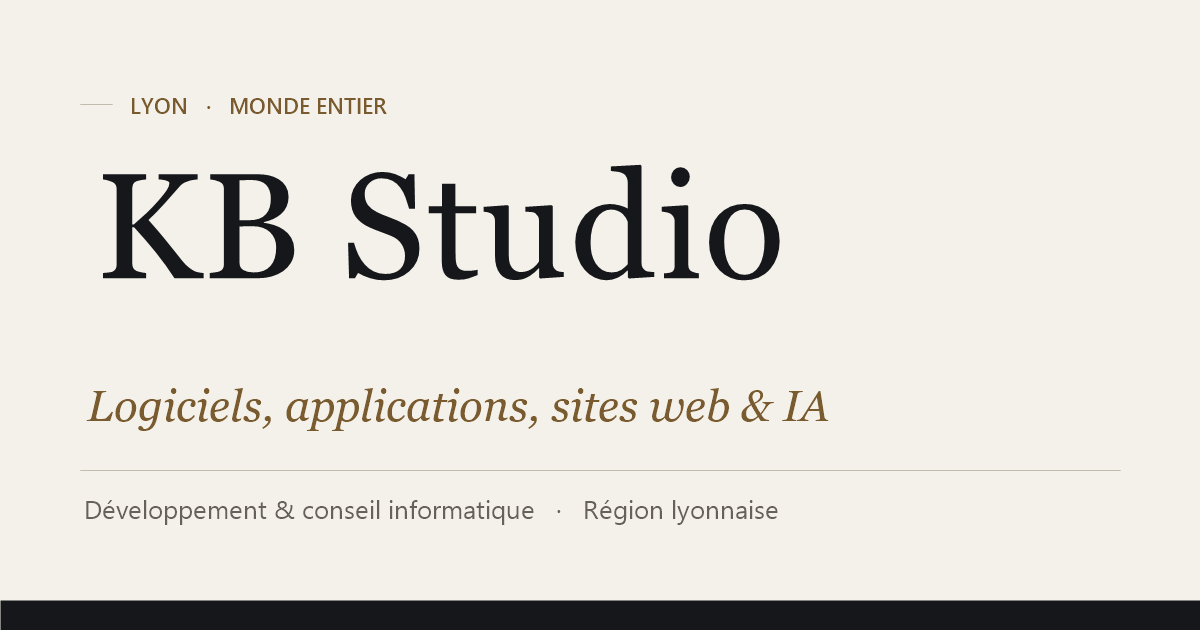 LYON · MONDE ENTIER
KB Studio
Logiciels, applications, sites web & IA
Développement & conseil informatique · Région lyonnaise